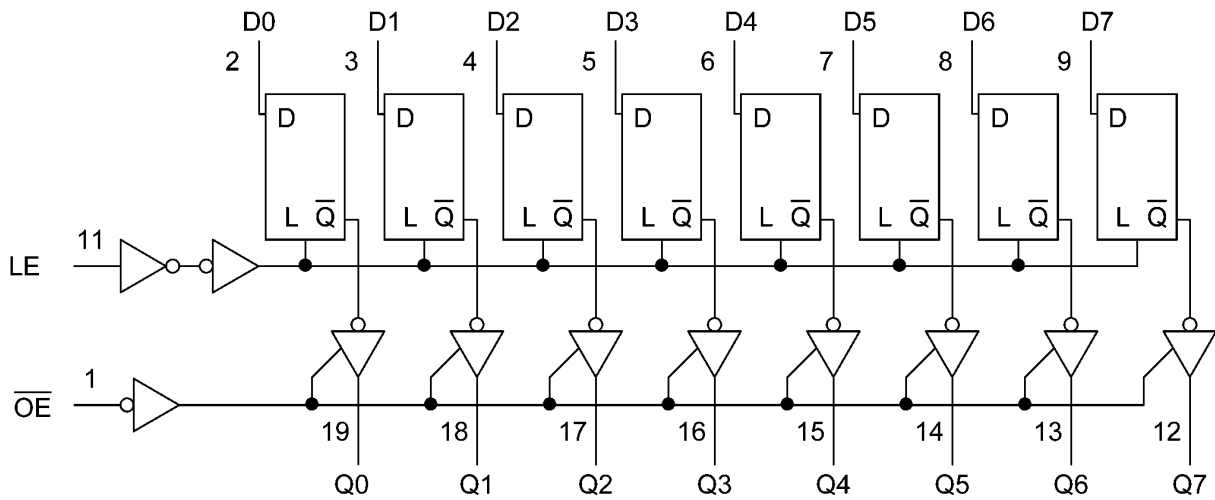 D0 D1 D2 D3 D4 D5 D6 D7
2 3 4 5 6 7 8 9
D D D D D D D D
L Q̅ L Q̅ L Q̅ L Q̅ L Q̅ L Q̅ L Q̅ L Q̅
11
LE
1
O̅E̅
19 18 17 16 15 14 13 12
Q0 Q1 Q2 Q3 Q4 Q5 Q6 Q7